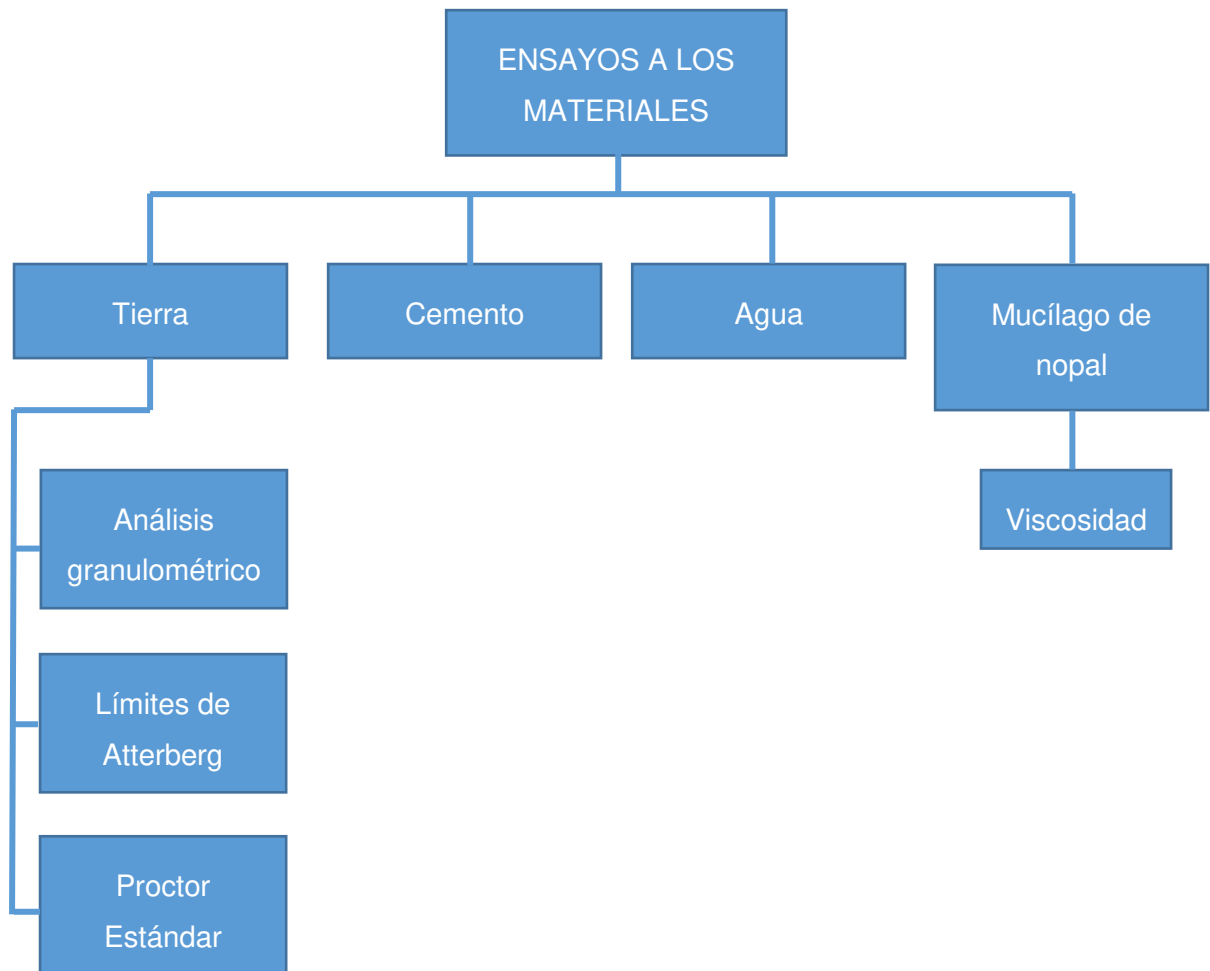 ENSAYOS A LOS
MATERIALES
Tierra
Cemento
Agua
Mucílago de
nopal
Análisis
granulométrico
Viscosidad
Límites de
Atterberg
Proctor
Estándar